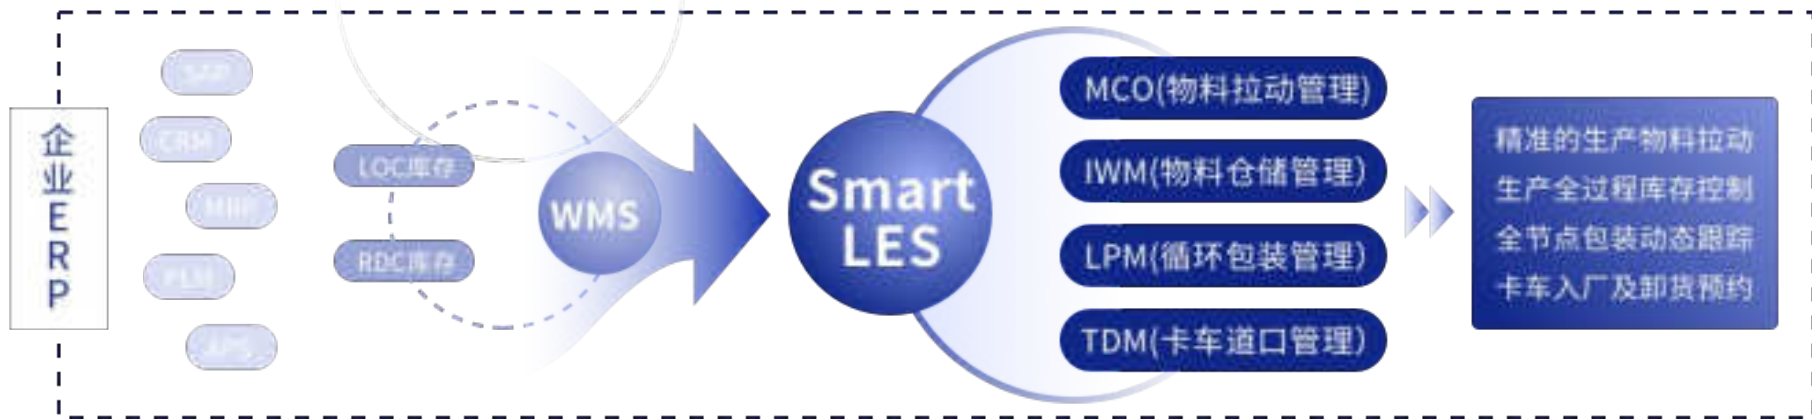 企业ERP
SAP
CRM
PLM
APS
LOC库存
RDC库存
WMS
Smart
LES
MCO(物料拉动管理)
IWM(物料仓储管理)
LPM(循环包装管理)
TDM(卡车道口管理)
精准的生产物料拉动
生产全过程库存控制
全节点包装动态跟踪
卡车入厂及卸货预约